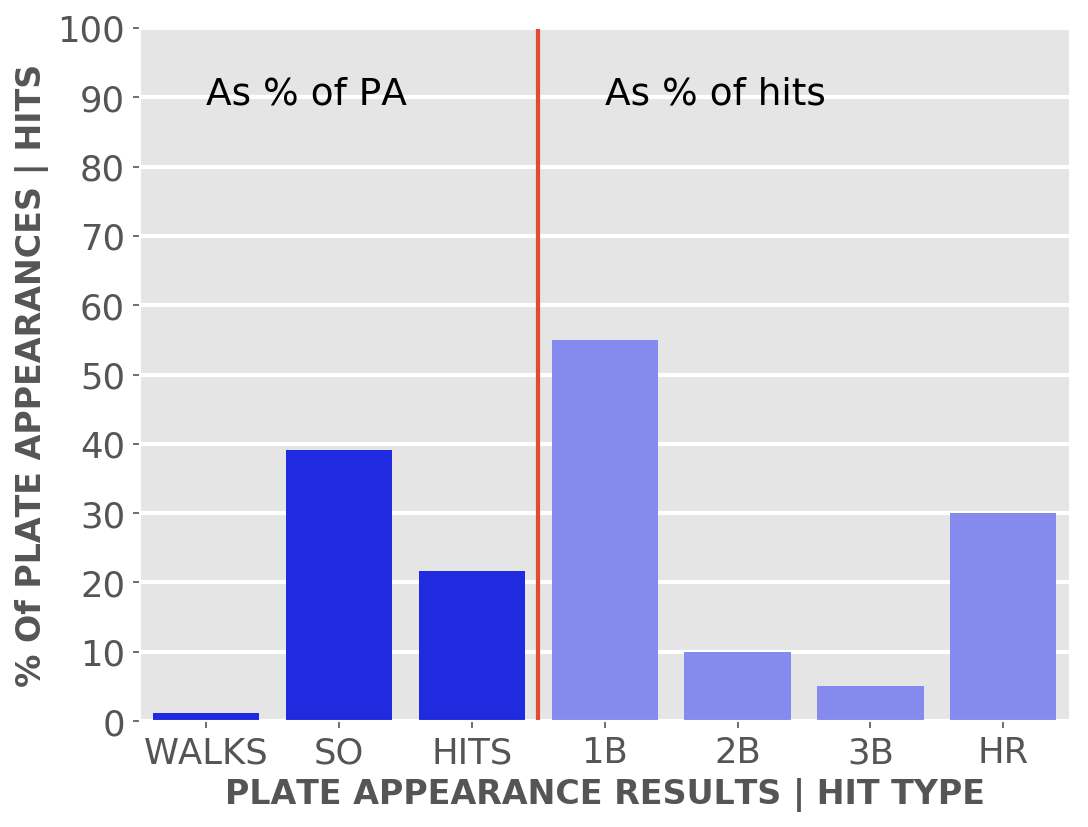 100
90
80
70
60
50
40
30
20
10
0
% Of PLATE APPEARANCES | HITS
As % of PA
As % of hits
WALKS SO HITS 1B 2B 3B HR
PLATE APPEARANCE RESULTS | HIT TYPE